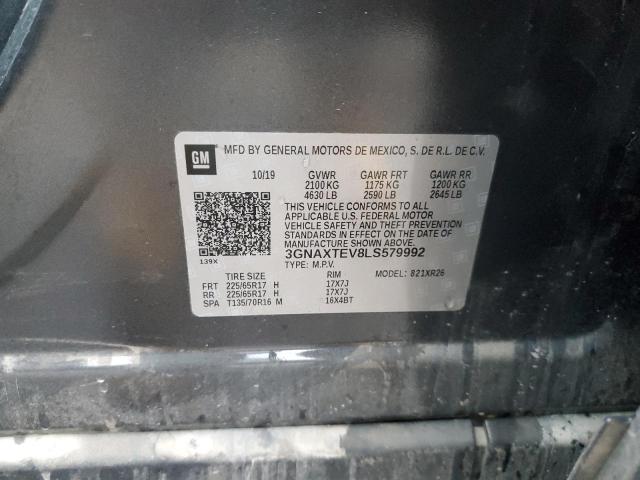 GM MFD BY GENERAL MOTORS DE MEXICO, S. DE R.L. DE C.V.
10/19 GVWR GAWR FRT GAWR RR
2100 KG 1175 KG 1200 KG
4630 LB 2590 LB 2645 LB
THIS VEHICLE CONFORMS TO ALL
APPLICABLE U.S. FEDERAL MOTOR
VEHICLE SAFETY AND THEFT PREVENTION
STANDARDS IN EFFECT ON THE DATE OF
MANUFACTURE SHOWN ABOVE.
3GNAXTEV8LS579992
139X TYPE: M.P.V. MODEL: 821XR26
TIRE SIZE RIM
FRT 225/65R17 H 17X7J
RR 225/65R17 H 17X7J
SPA T135/70R16 M 16X4BT